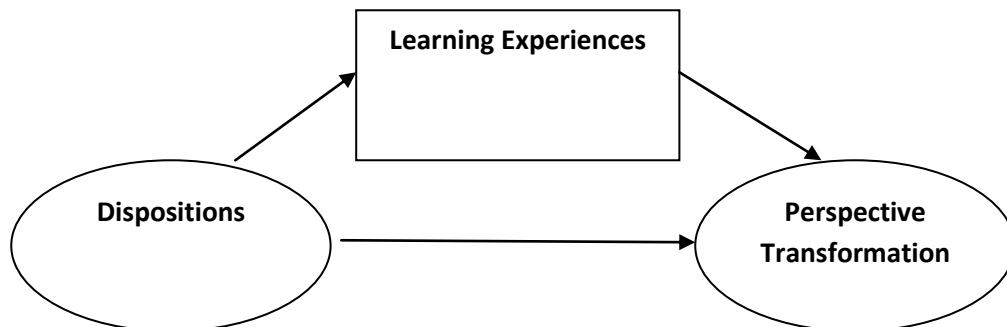 Learning Experiences
Dispositions
Perspective
Transformation